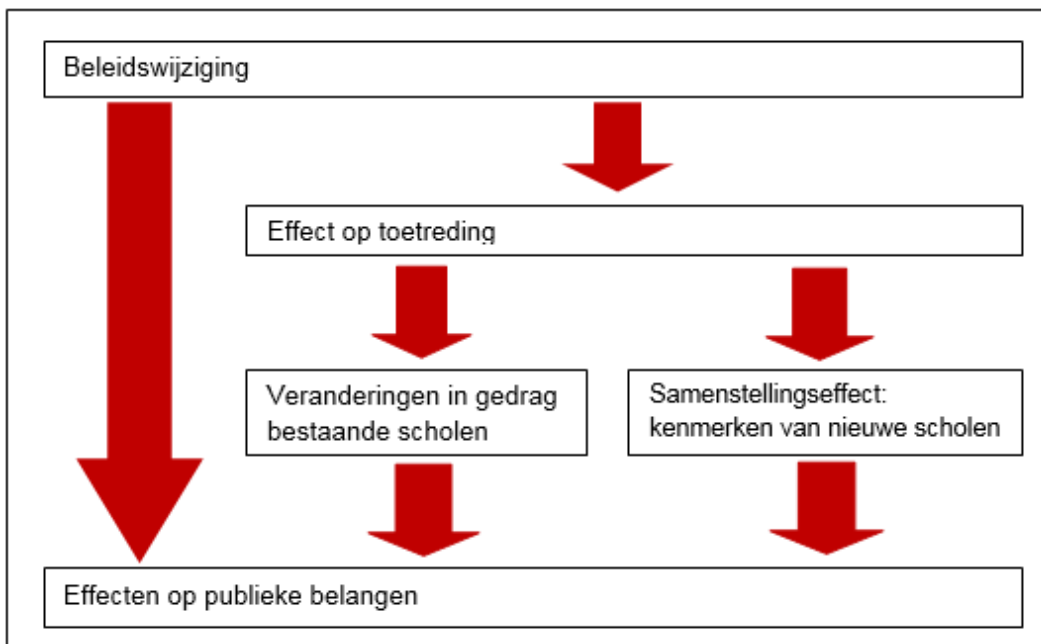 Beleidswijziging
Effect op toetreding
Veranderingen in gedrag
bestaande scholen
Samenstellingseffect:
kenmerken van nieuwe scholen
Effecten op publieke belangen